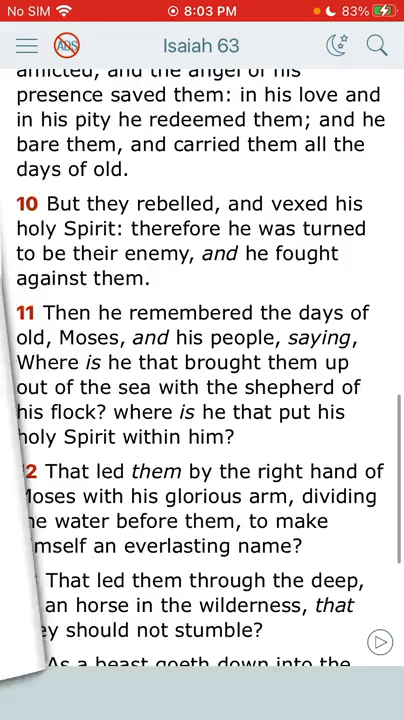 No SIM 8:03 PM 83%
ADS Isaiah 63
afflicted, and the angel of his
presence saved them: in his love and
in his pity he redeemed them; and he
bare them, and carried them all the
days of old.
10 But they rebelled, and vexed his
holy Spirit: therefore he was turned
to be their enemy, and he fought
against them.
11 Then he remembered the days of
old, Moses, and his people, saying,
Where is he that brought them up
out of the sea with the shepherd of
his flock? where is he that put his
holy Spirit within him?
2 That led them by the right hand of
Moses with his glorious arm, dividing
he water before them, to make
mself an everlasting name?
That led them through the deep,
an horse in the wilderness, that
ey should not stumble?
As a beast goeth down into the